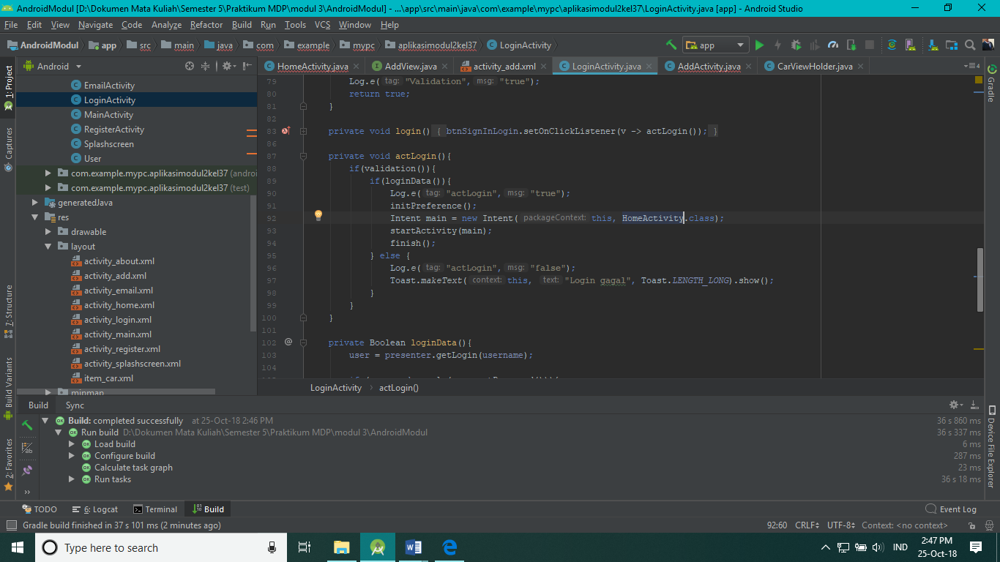 AndroidModul [D:\Dokumen Mata Kuliah\Semester 5\Praktikum MDP\modul 3\AndroidModul] - ...\app\src\main\java\com\example\mypc\aplikasimodul2kel37\LoginActivity.java [app] - Android Studio
File Edit View Navigate Code Analyze Refactor Build Run Tools VCS Window Help
AndroidModul app src main java com example mypc aplikasimodul2kel37 LoginActivity app
Android HomeActivity.java AddView.java activity_add.xml LoginActivity.java AddActivity.java CarViewHolder.java 4
1: Project
Captures
7: Structure
Build Variants
2: Favorites
EmailActivity
LoginActivity
MainActivity
RegisterActivity
Splashscreen
User
com.example.mypc.aplikasimodul2kel37 (androi
com.example.mypc.aplikasimodul2kel37 (test)
generatedJava
res
drawable
layout
activity_about.xml
activity_add.xml
activity_email.xml
activity_home.xml
activity_login.xml
activity_main.xml
activity_register.xml
activity_splashscreen.xml
item_car.xml
mipmap
79 Log.e( tag: "Validation", msg: "true");
80 return true;
81 }
82
83 private void login() { btnSignInLogin.setOnClickListener(v -> actLogin()); }
86
87 private void actLogin(){
88 if(validation()){
89 if(loginData()){
90 Log.e( tag: "actLogin", msg: "true");
91 initPreference();
92 Intent main = new Intent( packageContext: this, HomeActivity.class);
93 startActivity(main);
94 finish();
95 } else {
96 Log.e( tag: "actLogin", msg: "false");
97 Toast.makeText( context: this, text: "Login gagal", Toast.LENGTH_LONG).show();
98 }
99 }
100 }
101
102 @ private Boolean loginData(){
103 user = presenter.getLogin(username);
104
LoginActivity actLogin()
Gradle
Device File Explorer
Build Sync
Build: completed successfully at 25-Oct-18 2:46 PM 36 s 860 ms
Run build D:\Dokumen Mata Kuliah\Semester 5\Praktikum MDP\modul 3\AndroidModul 36 s 337 ms
Load build 6 ms
Configure build 287 ms
Calculate task graph 23 ms
Run tasks 36 s 18 ms
TODO 6: Logcat Terminal Build Event Log
Gradle build finished in 37 s 101 ms (2 minutes ago) 92:60 CRLF UTF-8 Context: <no context>
Type here to search IND 2:47 PM
25-Oct-18